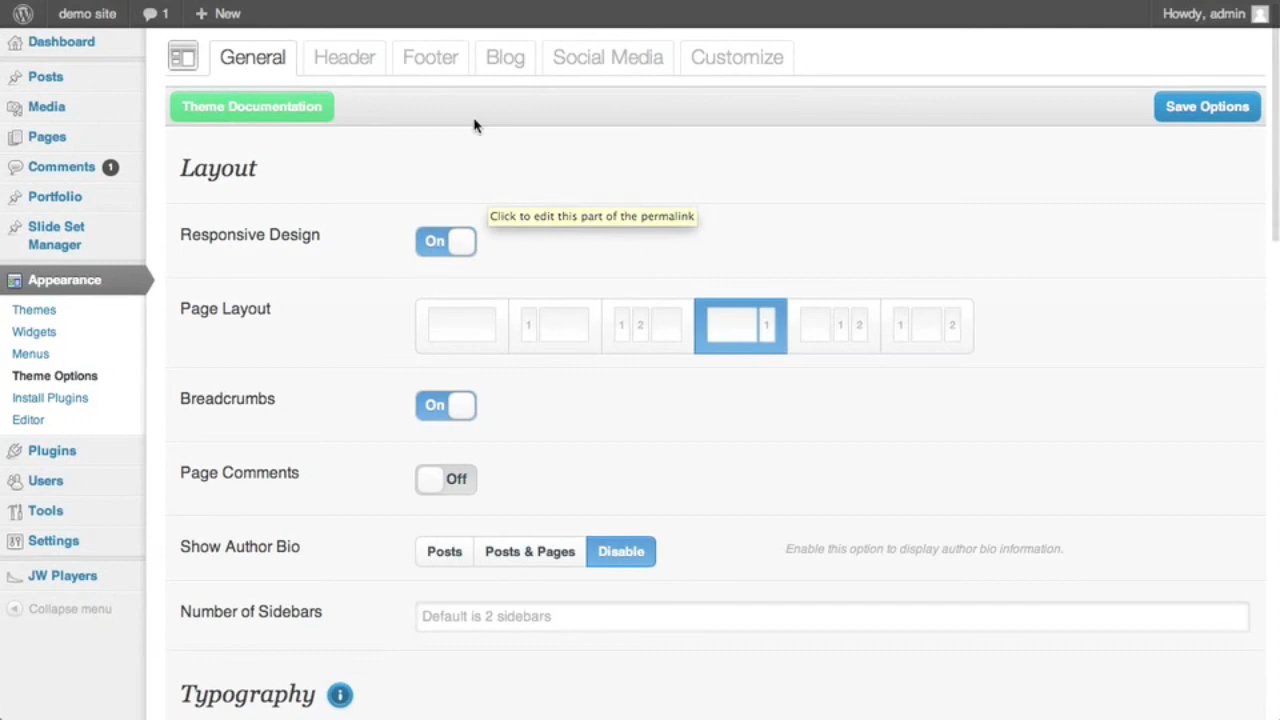 demo site 1 + New Howdy, admin
Dashboard
Posts
Media
Pages
Comments 1
Portfolio
Slide Set
Manager
Appearance
Themes
Widgets
Menus
Theme Options
Install Plugins
Editor
Plugins
Users
Tools
Settings
JW Players
Collapse menu
General Header Footer Blog Social Media Customize
Theme Documentation Save Options
Layout
Click to edit this part of the permalink
Responsive Design On
Page Layout 1 1 2 1 1 2 1 2
Breadcrumbs On
Page Comments Off
Show Author Bio Posts Posts & Pages Disable Enable this option to display author bio information.
Number of Sidebars Default is 2 sidebars
Typography i